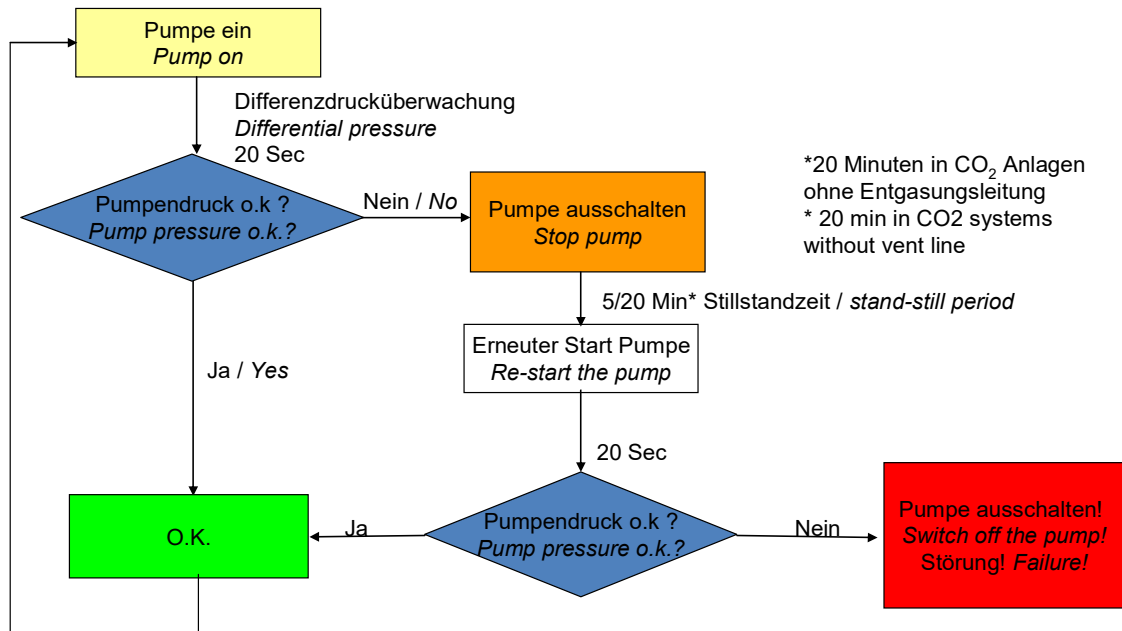 Pumpe ein
Pump on
Differenzdrucküberwachung
Differential pressure
20 Sec
*20 Minuten in CO₂ Anlagen
ohne Entgasungsleitung
* 20 min in CO2 systems
without vent line
Pumpendruck o.k ?
Pump pressure o.k.?
Nein / No
Pumpe ausschalten
Stop pump
5/20 Min* Stillstandzeit / stand-still period
Erneuter Start Pumpe
Re-start the pump
Ja / Yes
20 Sec
O.K.
Ja
Pumpendruck o.k ?
Pump pressure o.k.?
Nein
Pumpe ausschalten!
Switch off the pump!
Störung! Failure!